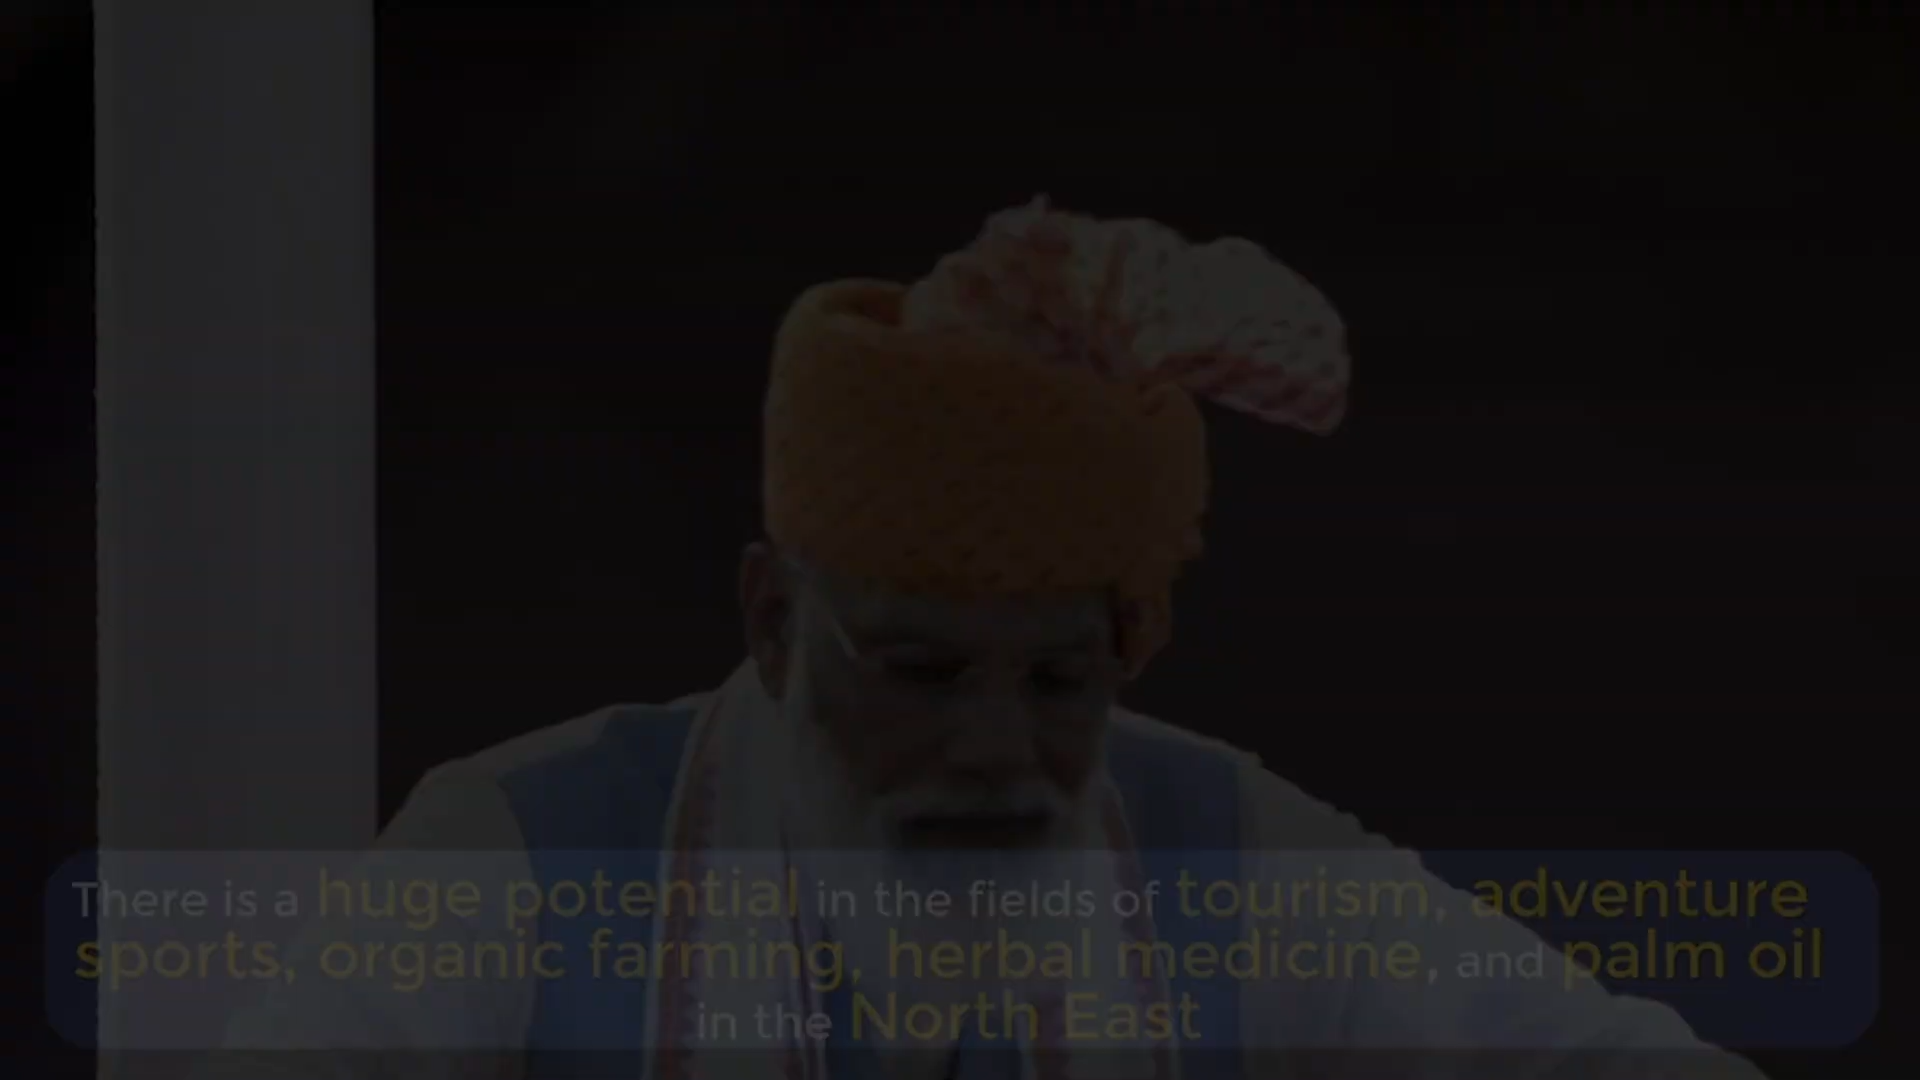 There is a huge potential in the fields of tourism, adventure
sports, organic farming, herbal medicine, and palm oil
in the North East